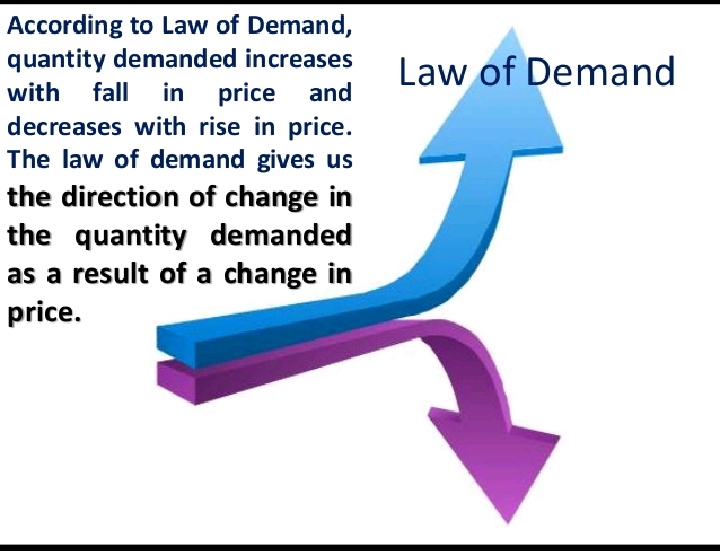 According to Law of Demand,
quantity demanded increases
with fall in price and
decreases with rise in price.
The law of demand gives us
the direction of change in
the quantity demanded
as a result of a change in
price.
Law of Demand